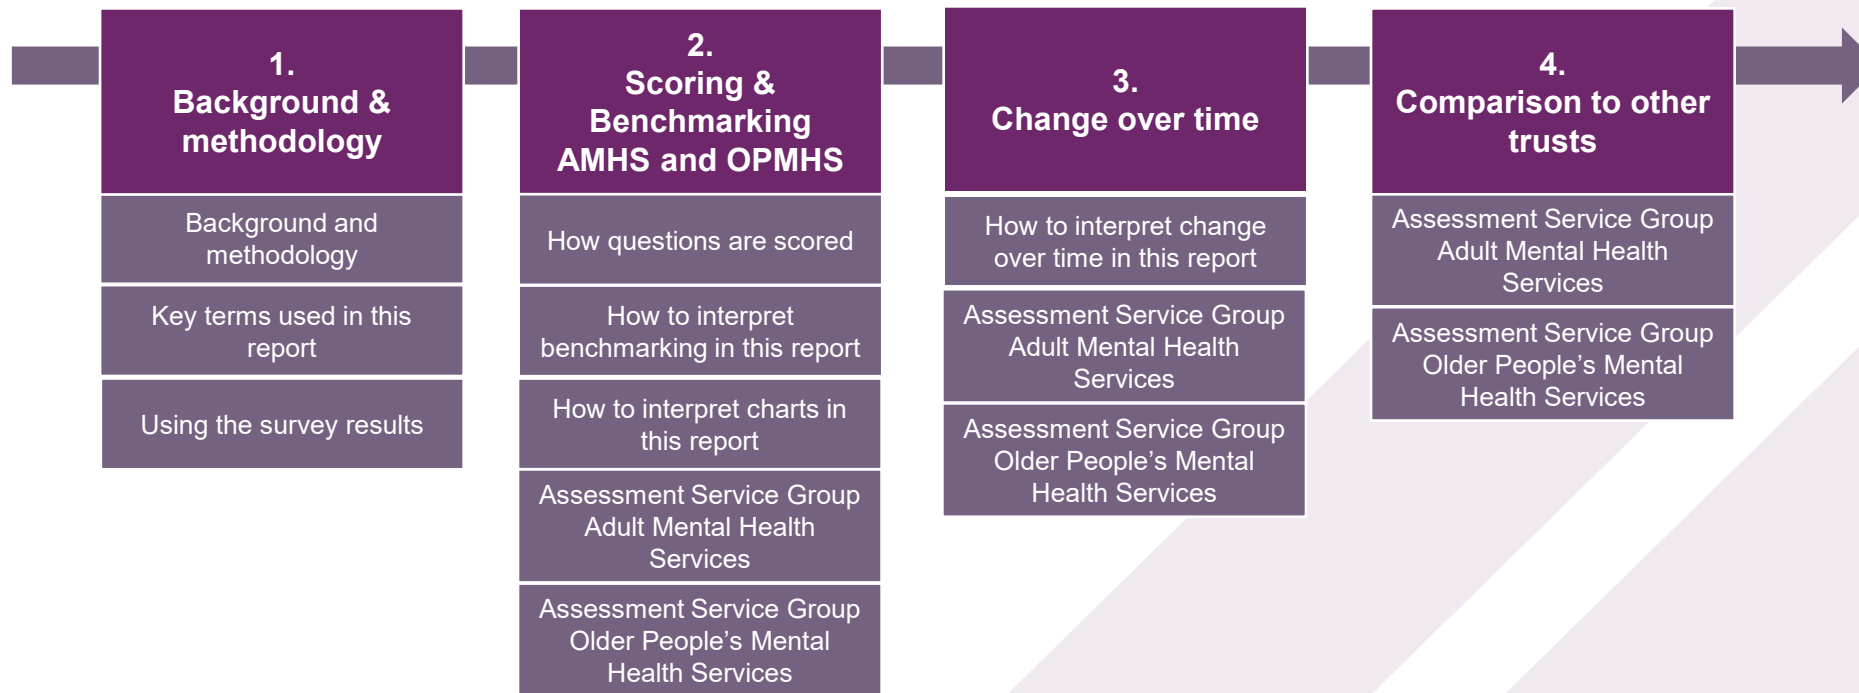 1.
Background &
methodology
Background and
methodology
Key terms used in this
report
Using the survey results
2.
Scoring &
Benchmarking
AMHS and OPMHS
How questions are scored
How to interpret
benchmarking in this report
How to interpret charts in
this report
Assessment Service Group
Adult Mental Health
Services
Assessment Service Group
Older People’s Mental
Health Services
3.
Change over time
How to interpret change
over time in this report
Assessment Service Group
Adult Mental Health
Services
Assessment Service Group
Older People’s Mental
Health Services
4.
Comparison to other
trusts
Assessment Service Group
Adult Mental Health
Services
Assessment Service Group
Older People’s Mental
Health Services